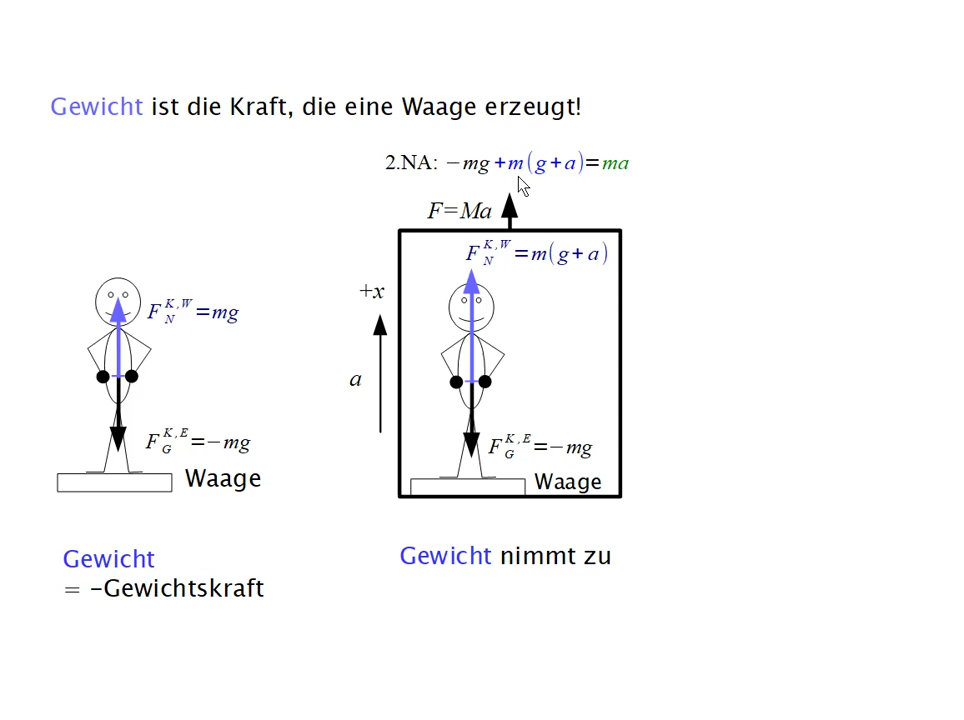 Gewicht ist die Kraft, die eine Waage erzeugt!
2.NA: −mg +m(g+a)=ma
F=Ma
F_N^{K,W}=m(g+a)
+x
F_N^{K,W}=mg
a
F_G^{K,E}=−mg
F_G^{K,E}=−mg
Waage
Waage
Gewicht
= −Gewichtskraft
Gewicht nimmt zu